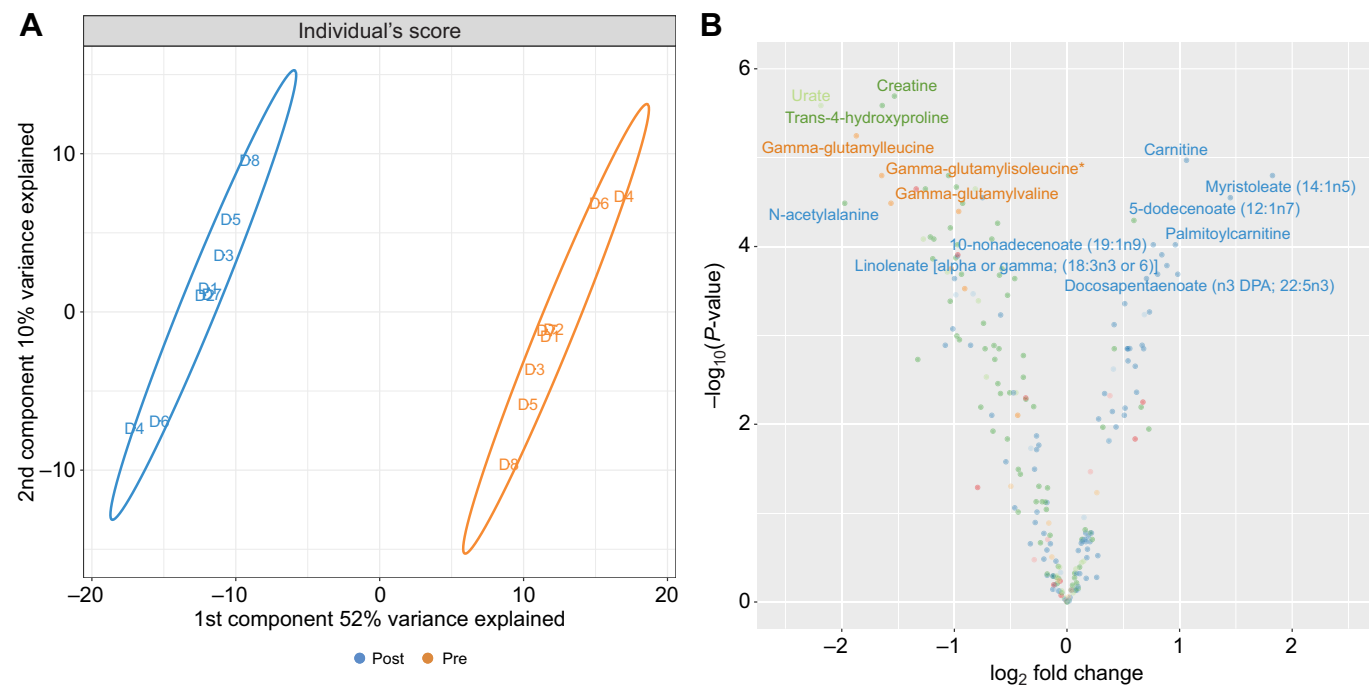 A
Individual's score
2nd component 10% variance explained
10
0
−10
D8
D5
D3
D1
D2
D7
D6
D4
D4
D6
D2
D7
D1
D3
D5
D8
−20
−10
0
10
20
1st component 52% variance explained
Post
Pre
B
−log10(P-value)
6
4
2
0
Urate
Creatine
Trans-4-hydroxyproline
Gamma-glutamylleucine
Gamma-glutamylisoleucine*
Gamma-glutamylvaline
N-acetylalanine
Carnitine
Myristoleate (14:1n5)
5-dodecenoate (12:1n7)
Palmitoylcarnitine
10-nonadecenoate (19:1n9)
Linolenate [alpha or gamma; (18:3n3 or 6)]
Docosapentaenoate (n3 DPA; 22:5n3)
−2
−1
0
1
2
log2 fold change